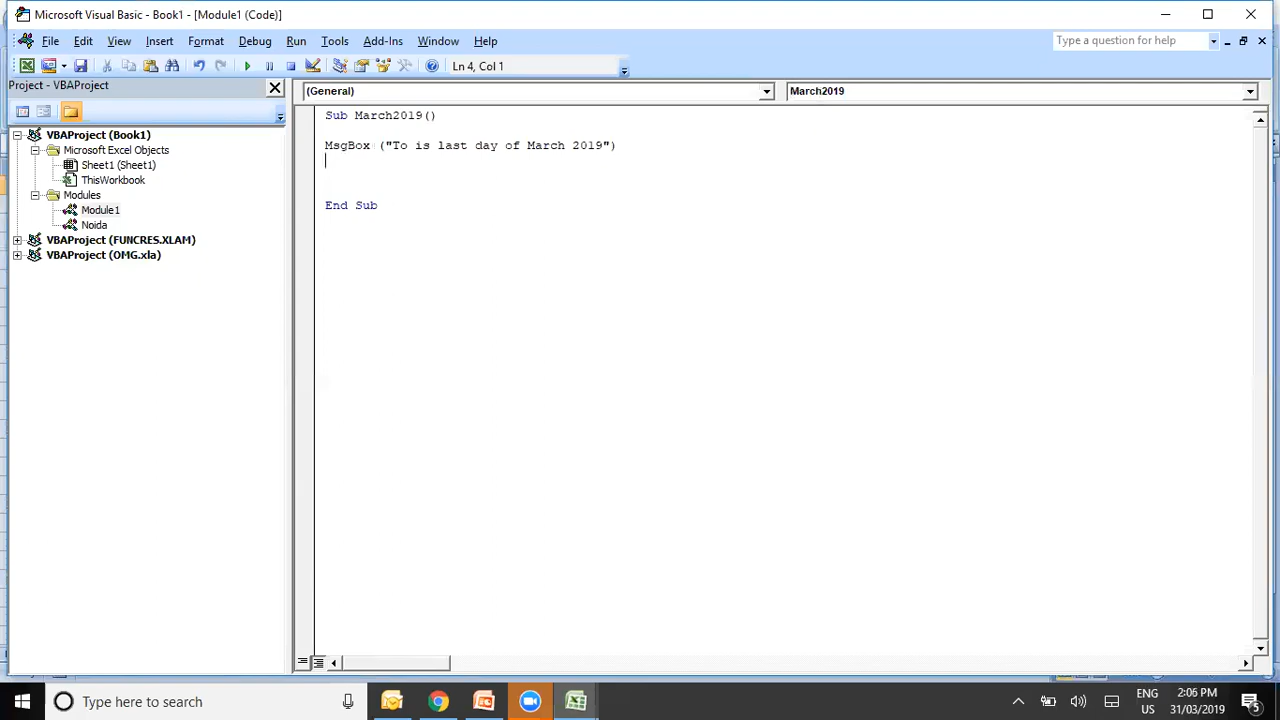 Microsoft Visual Basic - Book1 - [Module1 (Code)]
File Edit View Insert Format Debug Run Tools Add-Ins Window Help
Type a question for help
Ln 4, Col 1
Project - VBAProject
(General)
March2019
VBAProject (Book1)
Microsoft Excel Objects
Sheet1 (Sheet1)
ThisWorkbook
Modules
Module1
Noida
VBAProject (FUNCRES.XLAM)
VBAProject (OMG.xla)
Sub March2019()
MsgBox ("To is last day of March 2019")
End Sub
Type here to search
ENG
US
2:06 PM
31/03/2019
5